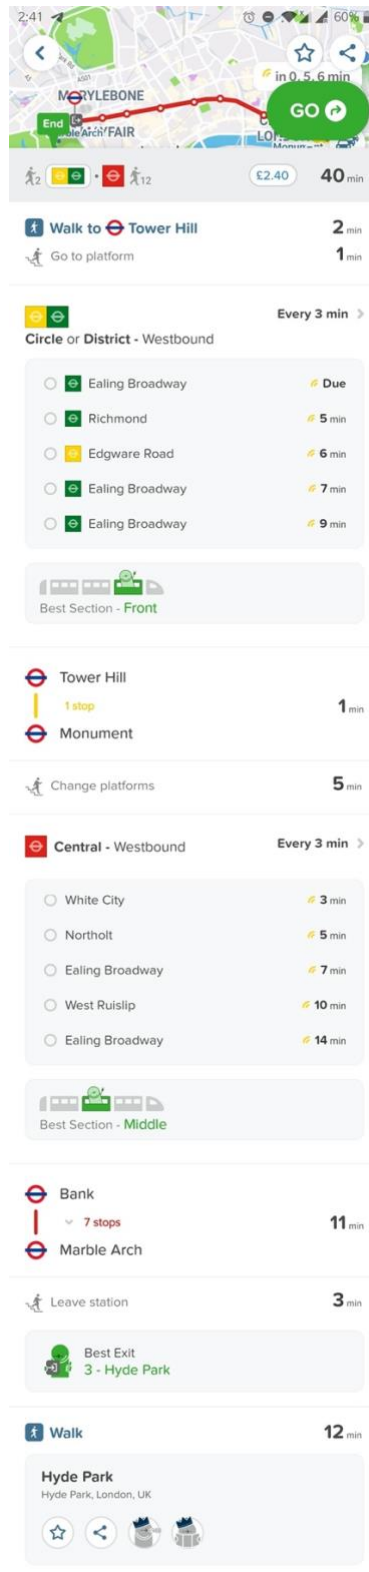 2:41
60%
A501
in 0, 5, 6 min
MARYLEBONE
GO
End
MAYFAIR
Monum
2
12
£2.40
40 min
Walk to Tower Hill
2 min
Go to platform
1 min
Every 3 min
Circle or District - Westbound
Ealing Broadway
Due
Richmond
5 min
Edgware Road
6 min
Ealing Broadway
7 min
Ealing Broadway
9 min
Best Section - Front
Tower Hill
1 stop
1 min
Monument
Change platforms
5 min
Central - Westbound
Every 3 min
White City
3 min
Northolt
5 min
Ealing Broadway
7 min
West Ruislip
10 min
Ealing Broadway
14 min
Best Section - Middle
Bank
7 stops
11 min
Marble Arch
Leave station
3 min
Best Exit
3 - Hyde Park
Walk
12 min
Hyde Park
Hyde Park, London, UK